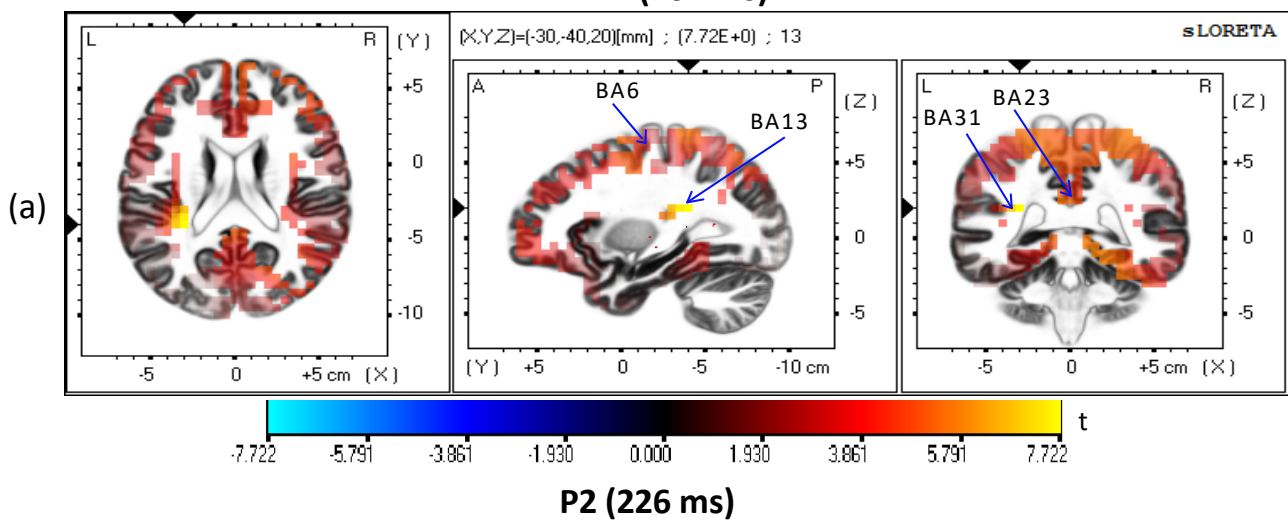 L R (Y)
+5
0
-5
-10
-5 0 +5 cm (X)
(X,Y,Z)=(-30,-40,20)[mm] ; (7.72E+0) ; 13
sLORETA
A P (Z)
BA6
BA13
+5
0
-5
(Y) +5 0 -5 -10 cm
L R (Z)
BA31
BA23
+5
0
-5
-5 0 +5 cm (X)
(a)
t
-7.722 -5.791 -3.861 -1.930 0.000 1.930 3.861 5.791 7.722
P2 (226 ms)